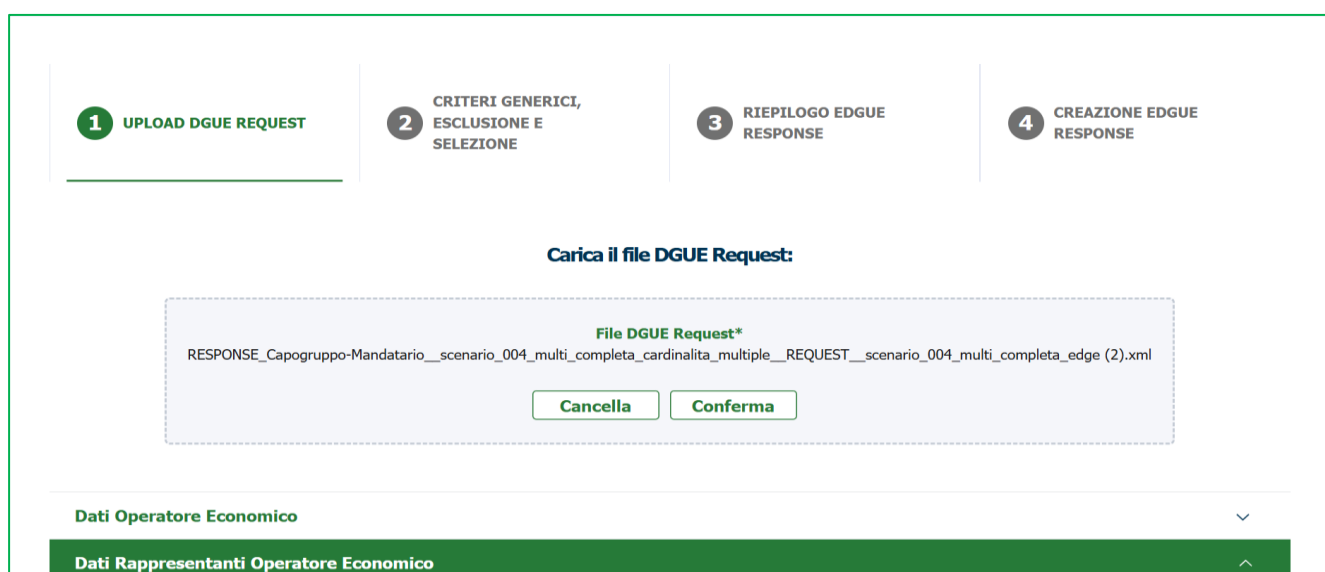 1 UPLOAD DGUE REQUEST
2 CRITERI GENERICI,
ESCLUSIONE E
SELEZIONE
3 RIEPILOGO EDGUE
RESPONSE
4 CREAZIONE EDGUE
RESPONSE
Carica il file DGUE Request:
File DGUE Request*
RESPONSE_Capogruppo-Mandatario__scenario_004_multi_completa_cardinalita_multiple__REQUEST__scenario_004_multi_completa_edge (2).xml
Cancella Conferma
Dati Operatore Economico
Dati Rappresentanti Operatore Economico